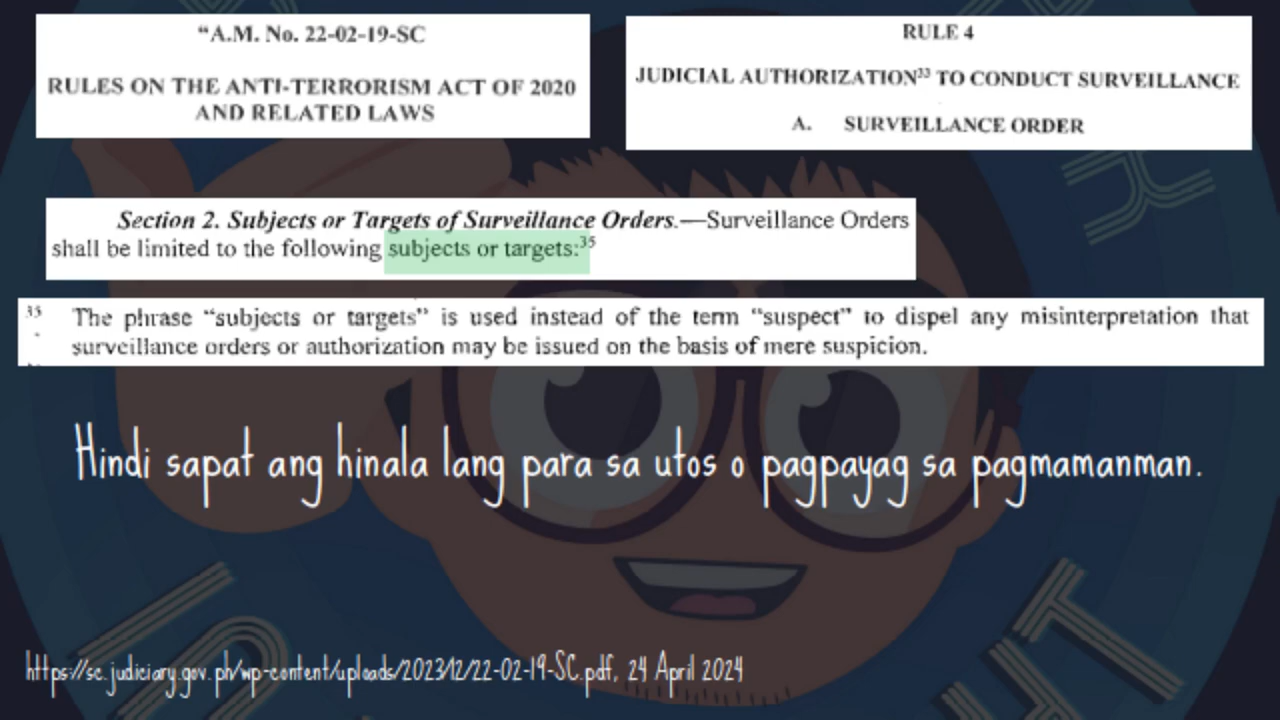 “A.M. No. 22-02-19-SC
RULES ON THE ANTI-TERRORISM ACT OF 2020
AND RELATED LAWS
RULE 4
JUDICIAL AUTHORIZATION³³ TO CONDUCT SURVEILLANCE
A. SURVEILLANCE ORDER
Section 2. Subjects or Targets of Surveillance Orders.—Surveillance Orders
shall be limited to the following subjects or targets:³⁵
³⁵ The phrase “subjects or targets” is used instead of the term “suspect” to dispel any misinterpretation that
surveillance orders or authorization may be issued on the basis of mere suspicion.
Hindi sapat ang hinala lang para sa utos o pagpayag sa pagmamanman.
https://sc.judiciary.gov.ph/wp-content/uploads/2023/12/22-02-19-SC.pdf, 24 April 2024